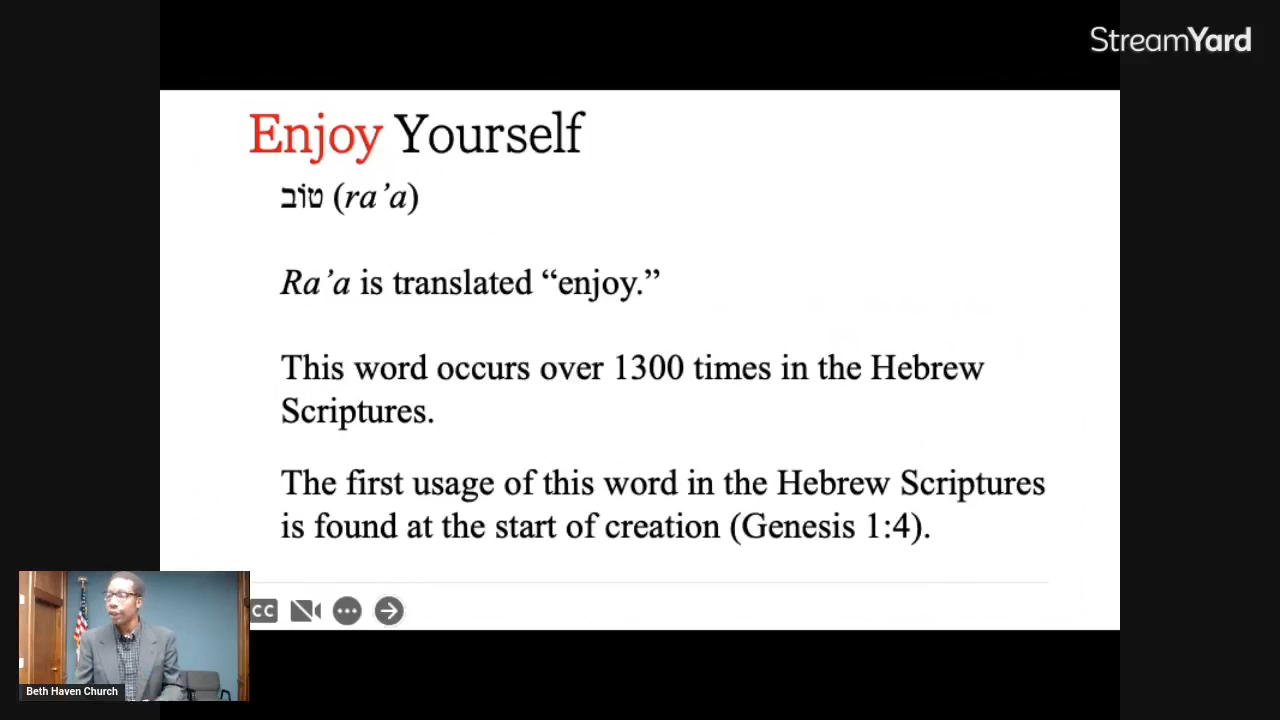 StreamYard
Enjoy Yourself
טוֹב (ra’a)
Ra’a is translated “enjoy.”
This word occurs over 1300 times in the Hebrew
Scriptures.
The first usage of this word in the Hebrew Scriptures
is found at the start of creation (Genesis 1:4).
CC
Beth Haven Church